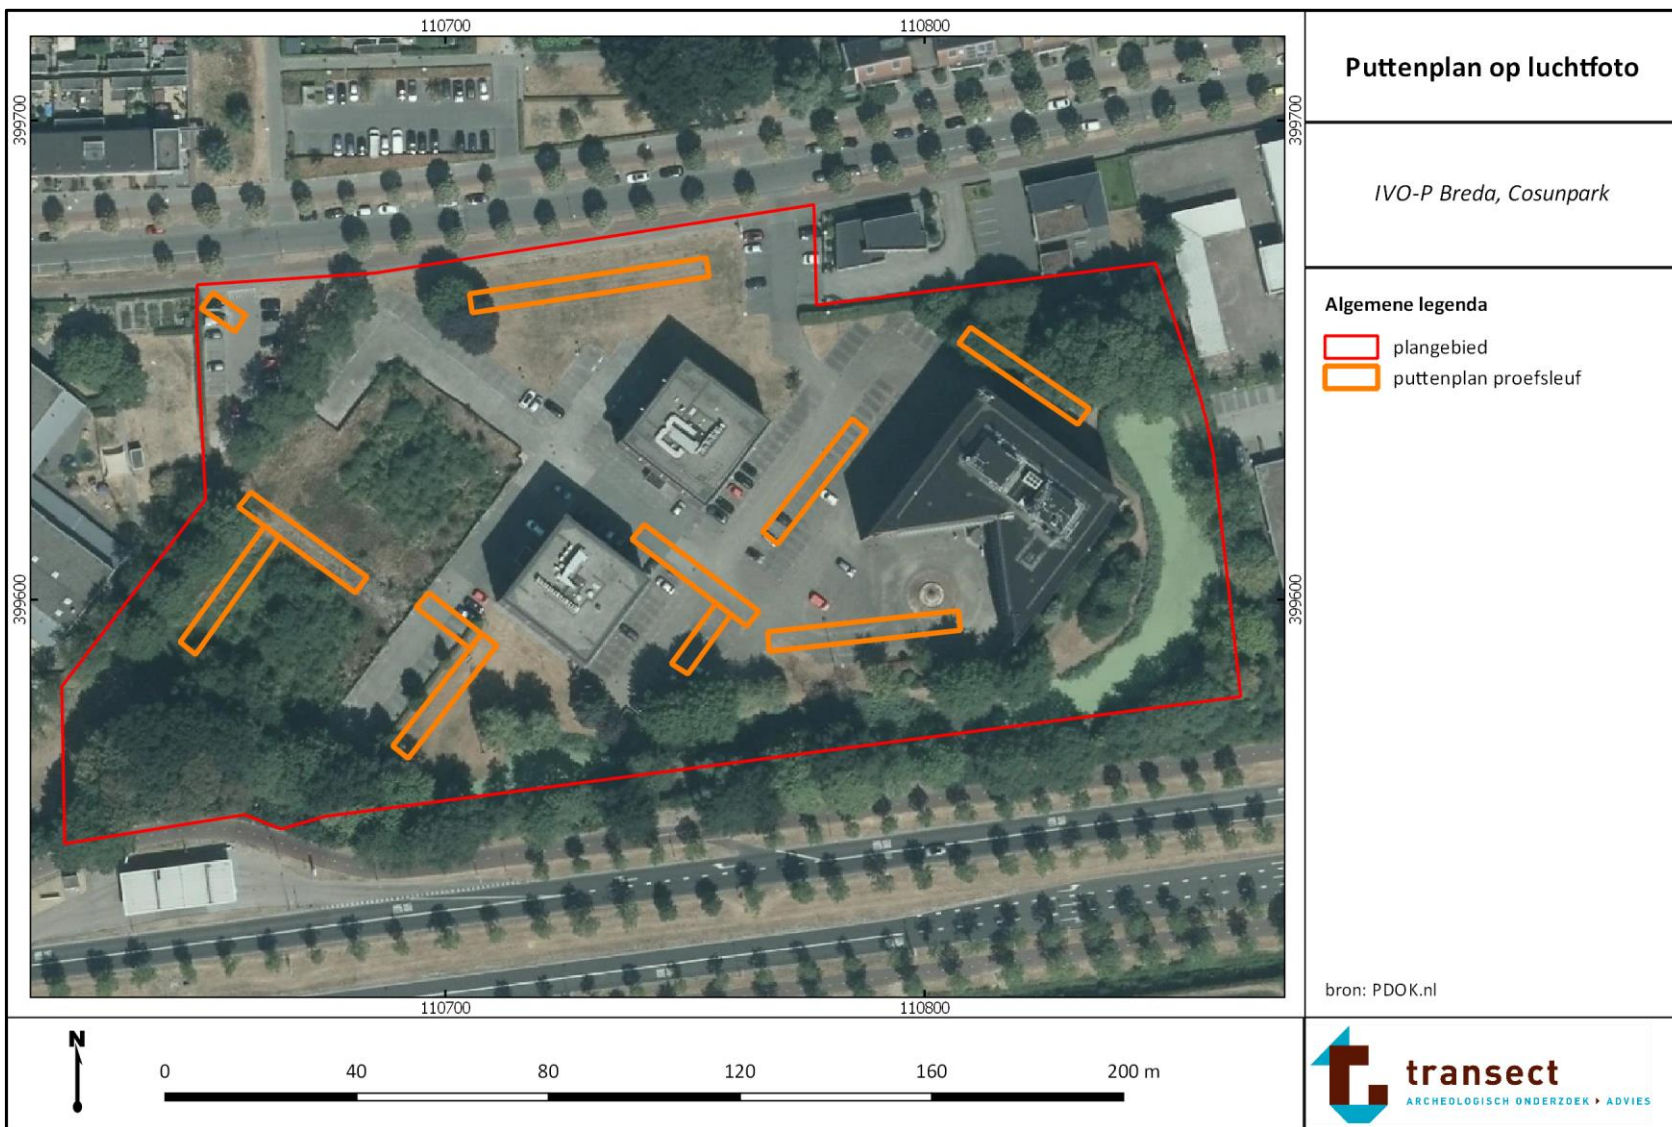 110700
110800
399700
399700
399600
399600
110700
110800
Puttenplan op luchtfoto
IVO-P Breda, Cosunpark
Algemene legenda
plangebied
puttenplan proefsleuf
bron: PDOK.nl
N
0 40 80 120 160 200 m
transect
ARCHEOLOGISCH ONDERZOEK ADVIES